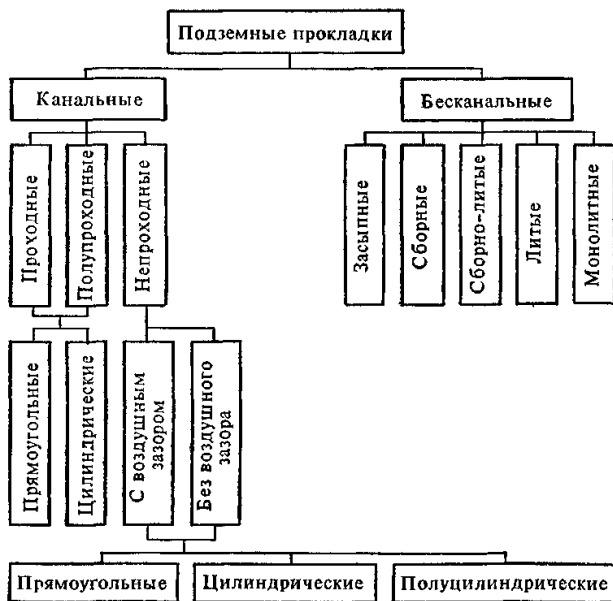 Подземные прокладки
Канальные
Бесканальные
Проходные
Полупроходные
Непроходные
Засыпные
Сборные
Сборно-литые
Литые
Монолитные
Прямоугольные
Цилиндрические
С воздушным
зазором
Без воздушного
зазора
Прямоугольные
Цилиндрические
Полуцилиндрические